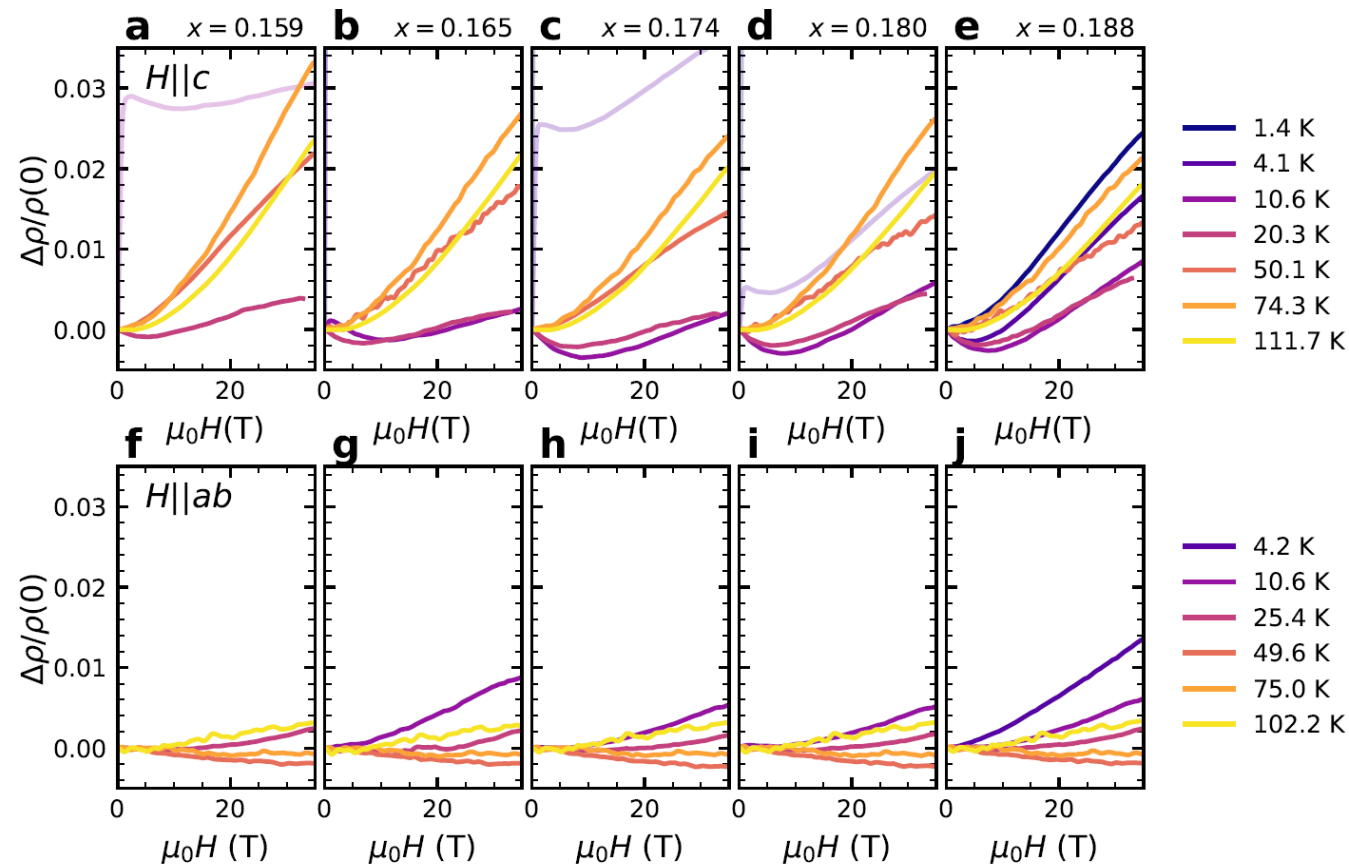 a x = 0.159
b x = 0.165
c x = 0.174
d x = 0.180
e x = 0.188
H||c
Δρ/ρ(0)
0.03
0.02
0.01
0.00
0 20
0 20
0 20
0 20
0 20
μ₀H(T)
μ₀H(T)
μ₀H(T)
μ₀H(T)
μ₀H(T)
1.4 K
4.1 K
10.6 K
20.3 K
50.1 K
74.3 K
111.7 K
f
g
h
i
j
H||ab
Δρ/ρ(0)
0.03
0.02
0.01
0.00
0 20
0 20
0 20
0 20
0 20
μ₀H (T)
μ₀H (T)
μ₀H (T)
μ₀H (T)
μ₀H (T)
4.2 K
10.6 K
25.4 K
49.6 K
75.0 K
102.2 K